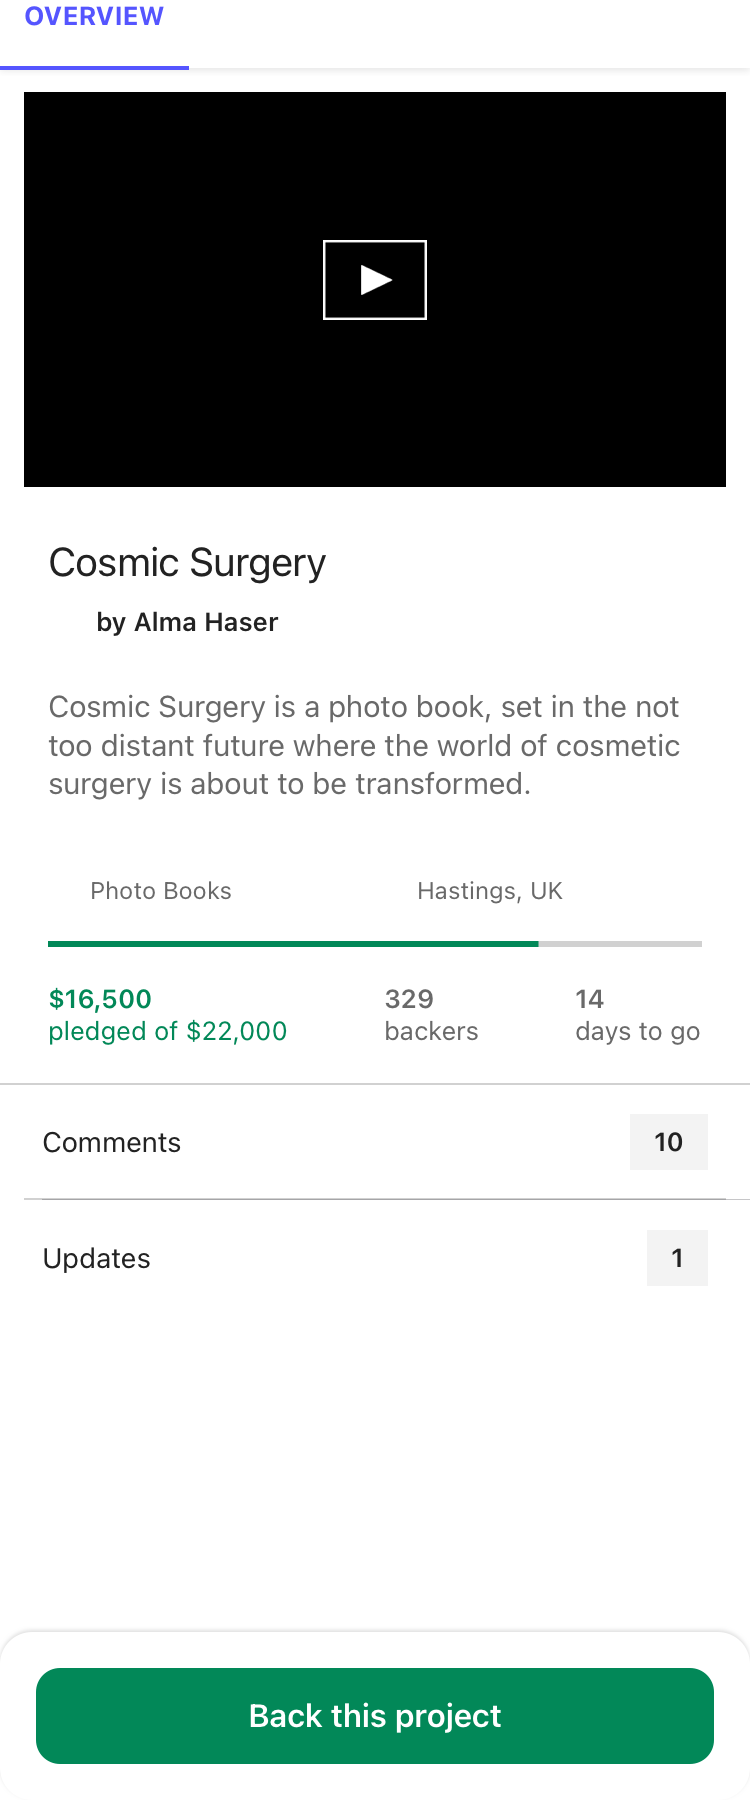 OVERVIEW
Cosmic Surgery
by Alma Haser
Cosmic Surgery is a photo book, set in the not
too distant future where the world of cosmetic
surgery is about to be transformed.
Photo Books
Hastings, UK
$16,500
pledged of $22,000
329
backers
14
days to go
Comments
10
Updates
1
Back this project